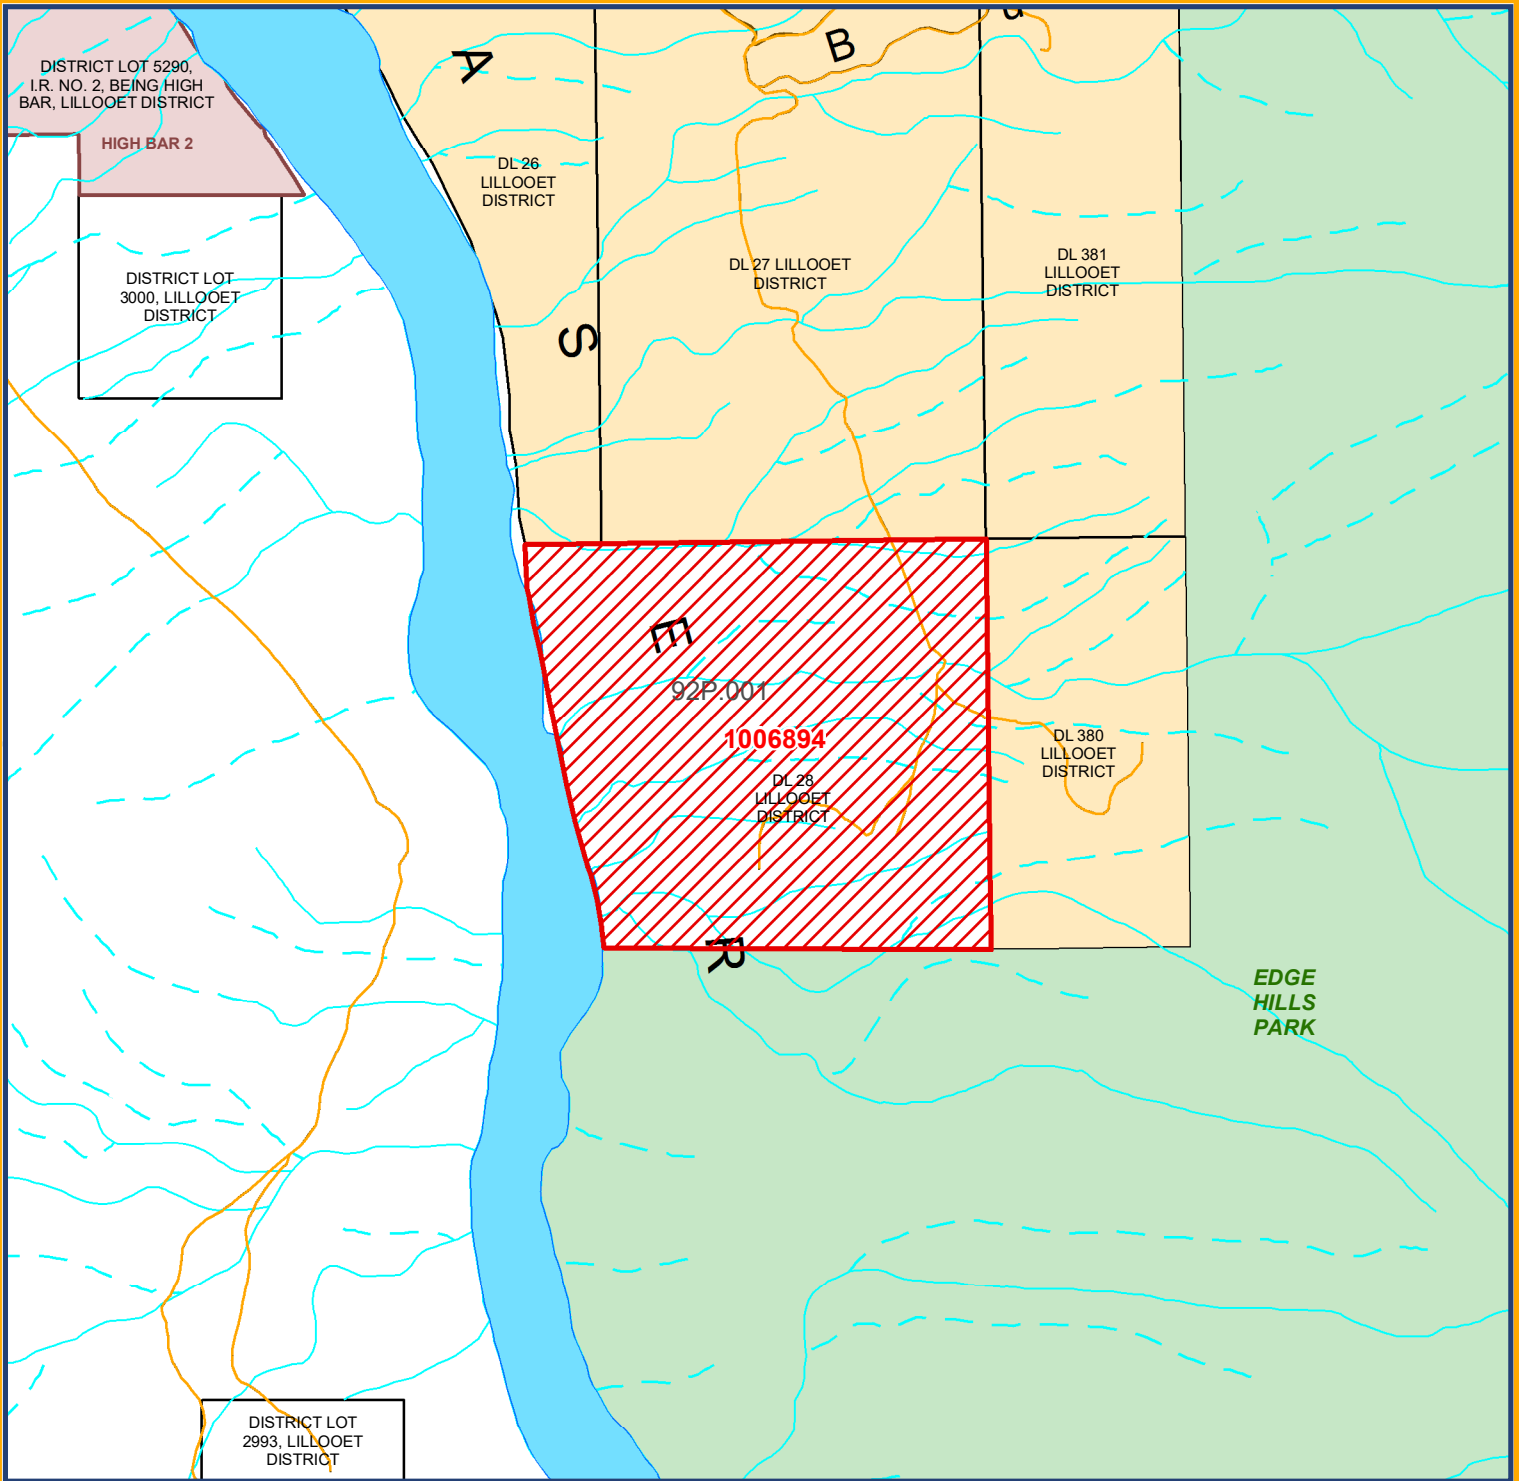 DISTRICT LOT 5290,
I.R. NO. 2, BEING HIGH
BAR, LILLOOET DISTRICT
HIGH BAR 2
A
B
DL 26
LILLOOET
DISTRICT
DISTRICT LOT
3000, LILLOOET
DISTRICT
DL 27 LILLOOET
DISTRICT
DL 381
LILLOOET
DISTRICT
S
E
92P.001
1006894
DL 28
LILLOOET
DISTRICT
DL 380
LILLOOET
DISTRICT
R
EDGE
HILLS
PARK
DISTRICT LOT
2993, LILLOOET
DISTRICT